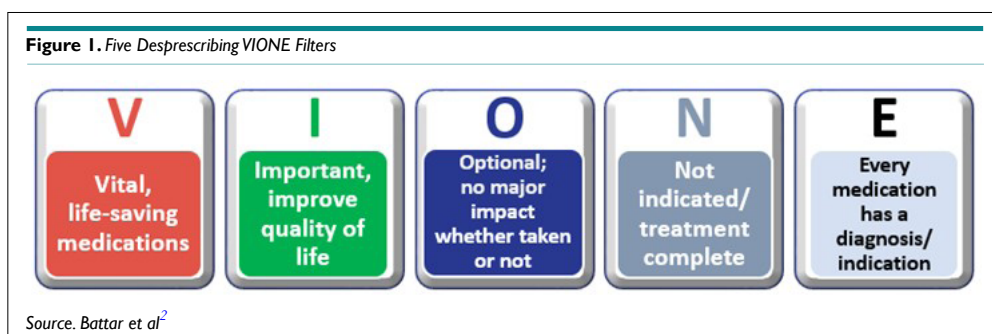 Figure 1. Five Desprescribing VIONE Filters
V
Vital,
life-saving
medications
I
Important,
improve
quality of
life
O
Optional;
no major
impact
whether taken
or not
N
Not
indicated/
treatment
complete
E
Every
medication
has a
diagnosis/
indication
Source. Battar et al2